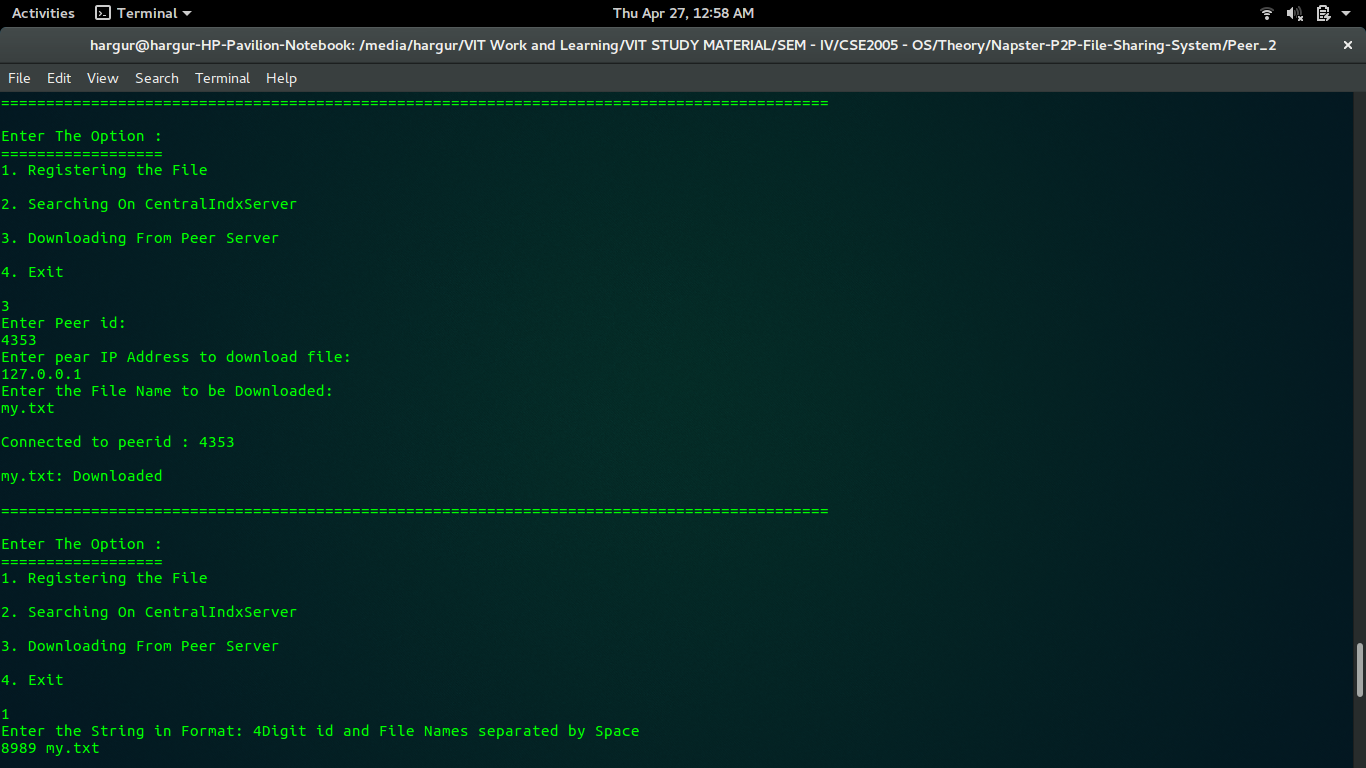 Activities Terminal Thu Apr 27, 12:58 AM
hargur@hargur-HP-Pavilion-Notebook: /media/hargur/VIT Work and Learning/VIT STUDY MATERIAL/SEM - IV/CSE2005 - OS/Theory/Napster-P2P-File-Sharing-System/Peer_2 ×
File Edit View Search Terminal Help
============================================================================================
Enter The Option :
==================
1. Registering the File
2. Searching On CentralIndxServer
3. Downloading From Peer Server
4. Exit
3
Enter Peer id:
4353
Enter pear IP Address to download file:
127.0.0.1
Enter the File Name to be Downloaded:
my.txt
Connected to peerid : 4353
my.txt: Downloaded
============================================================================================
Enter The Option :
==================
1. Registering the File
2. Searching On CentralIndxServer
3. Downloading From Peer Server
4. Exit
1
Enter the String in Format: 4Digit id and File Names separated by Space
8989 my.txt